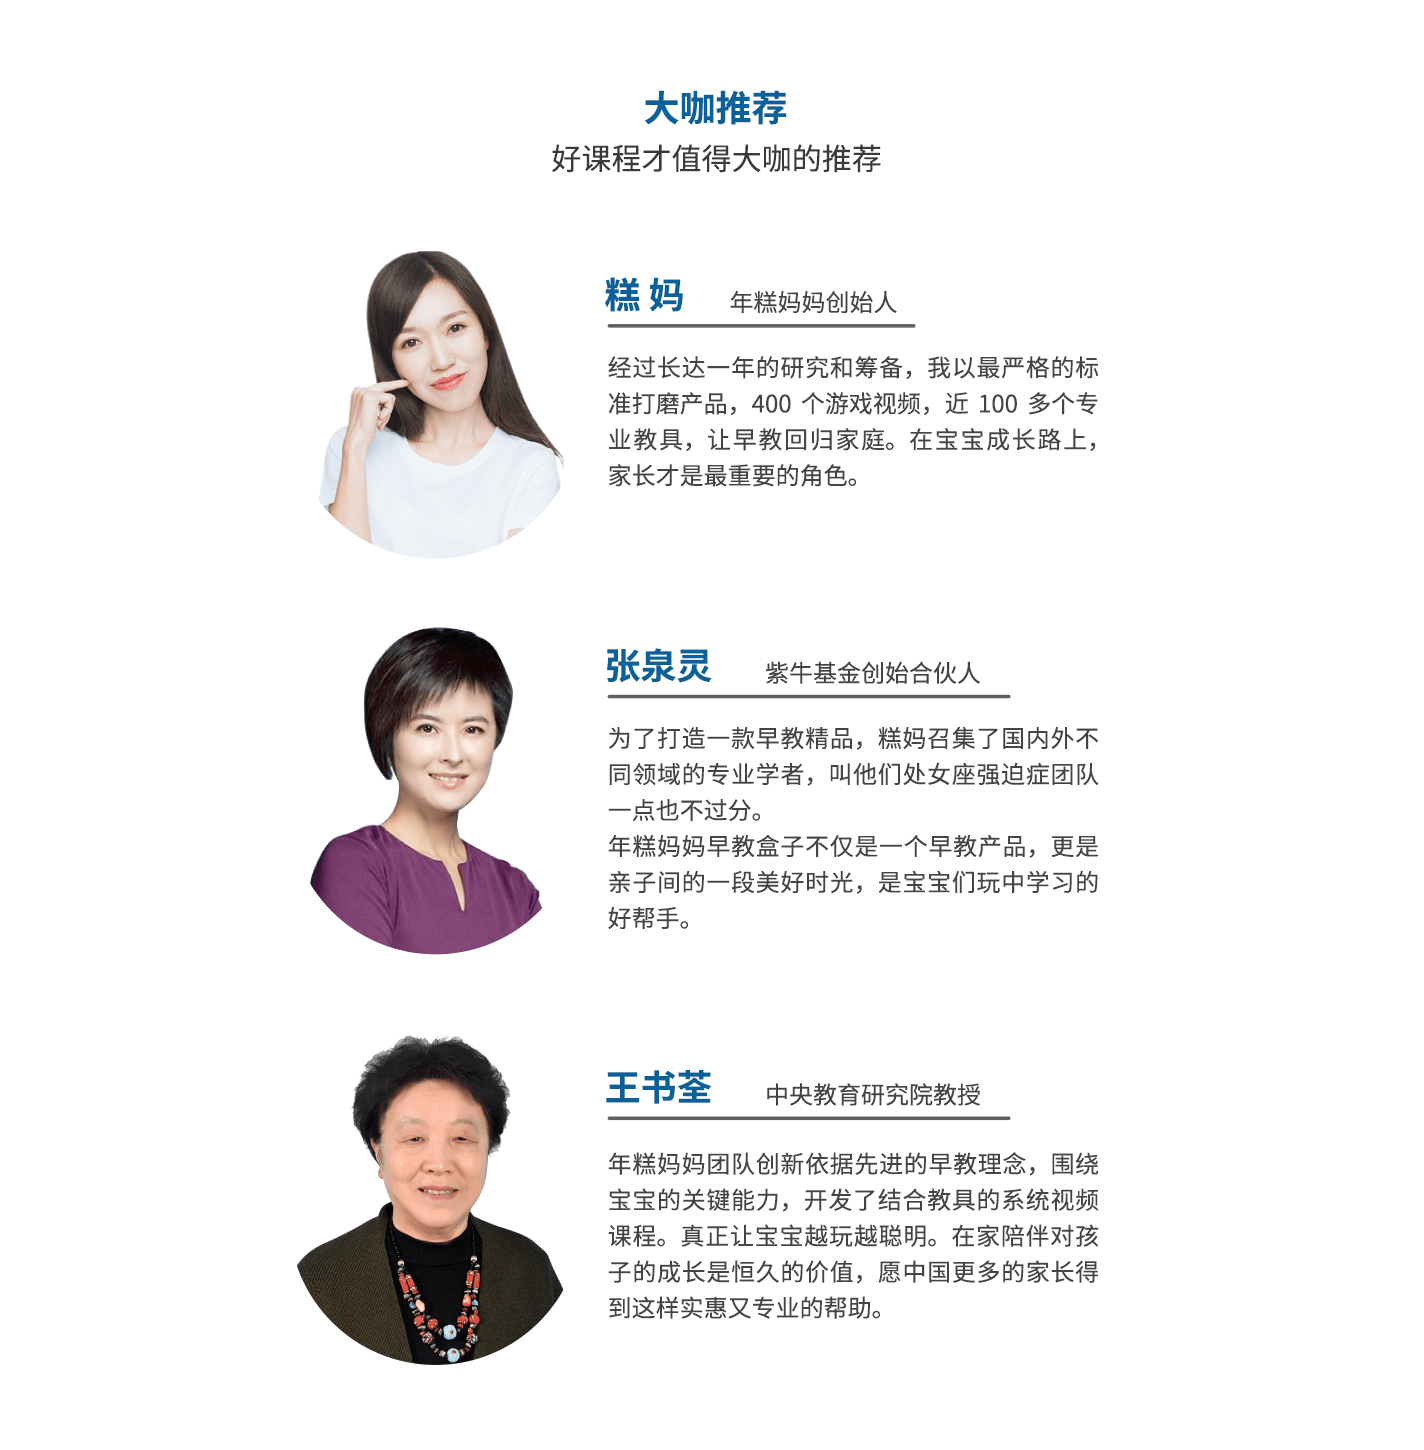 大咖推荐
好课程才值得大咖的推荐
糕 妈 年糕妈妈创始人
经过长达一年的研究和筹备，我以最严格的标
准打磨产品，400 个游戏视频，近 100 多个专
业教具，让早教回归家庭。在宝宝成长路上，
家长才是最重要的角色。
张泉灵 紫牛基金创始合伙人
为了打造一款早教精品，糕妈召集了国内外不
同领域的专业学者，叫他们处女座强迫症团队
一点也不过分。
年糕妈妈早教盒子不仅是一个早教产品，更是
亲子间的一段美好时光，是宝宝们玩中学习的
好帮手。
王书荃 中央教育研究院教授
年糕妈妈团队创新依据先进的早教理念，围绕
宝宝的关键能力，开发了结合教具的系统视频
课程。真正让宝宝越玩越聪明。在家陪伴对孩
子的成长是恒久的价值，愿中国更多的家长得
到这样实惠又专业的帮助。